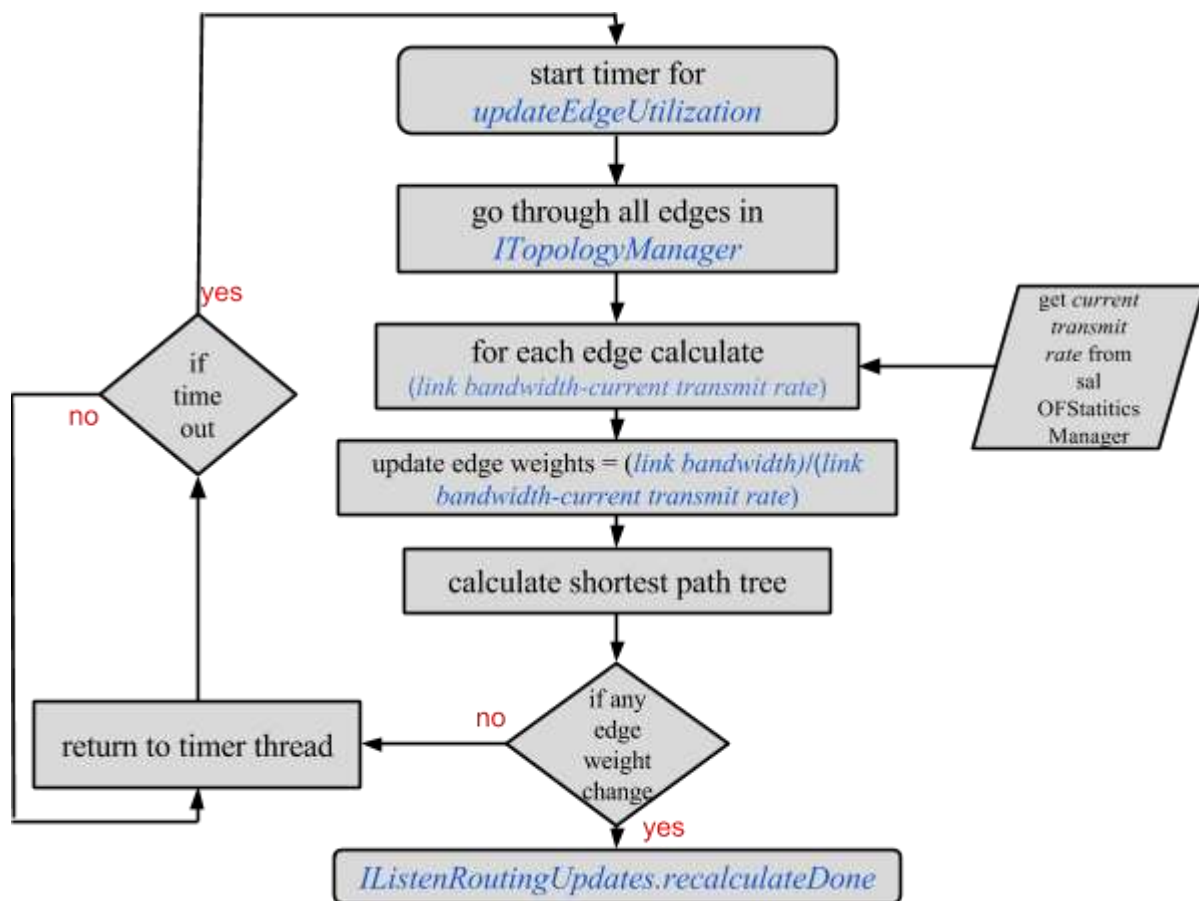 start timer for
updateEdgeUtilization
go through all edges in
ITopologyManager
yes
if
time
out
no
for each edge calculate
(link bandwidth-current transmit rate)
get current
transmit
rate from
sal
OFStatitics
Manager
update edge weights = (link bandwidth)/(link
bandwidth-current transmit rate)
calculate shortest path tree
if any
edge
weight
change
no
return to timer thread
yes
IListenRoutingUpdates.recalculateDone